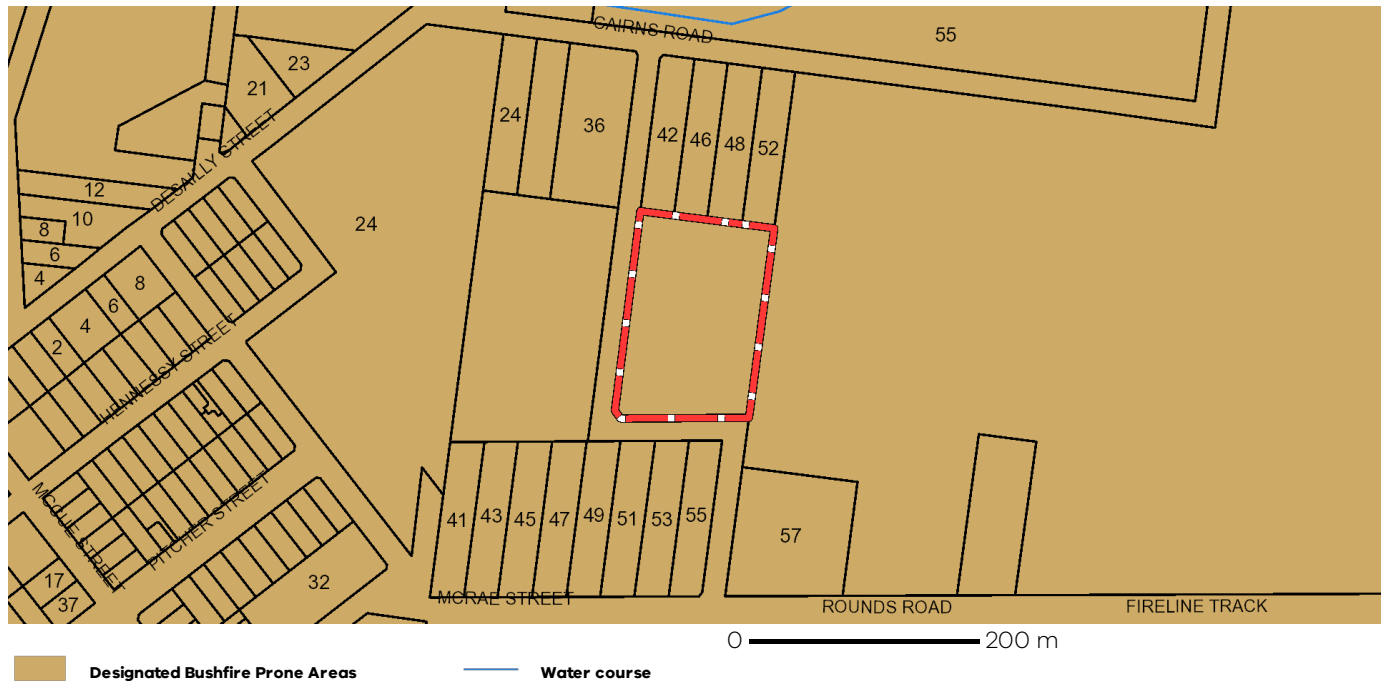 CAIRNS ROAD
55
23
21
24
36
42
46
48
52
DESAILLY STREET
12
10
8
6
4
24
8
6
4
2
HENNESSY STREET
41
43
45
47
49
51
53
55
57
MCCUE STREET
PITCHER STREET
17
37
32
MCRAE STREET
ROUNDS ROAD
FIRELINE TRACK
0 200 m
Designated Bushfire Prone Areas
Water course